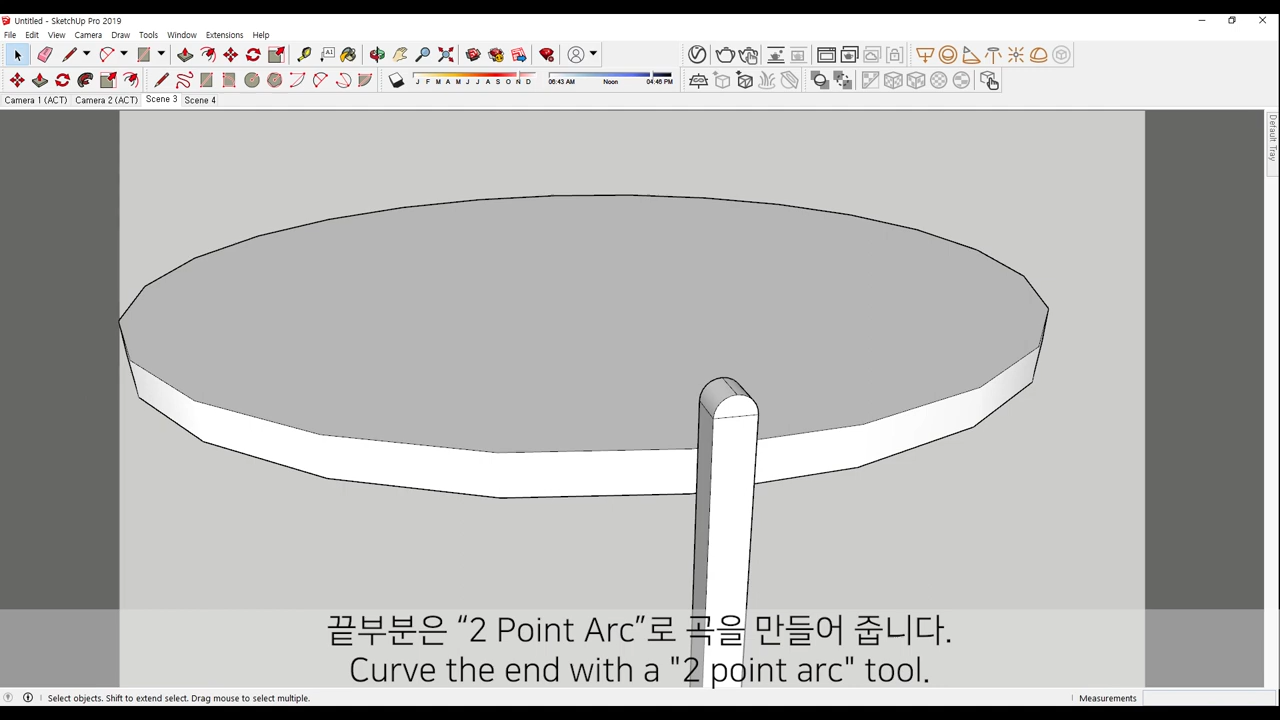 Untitled - SketchUp Pro 2019
File Edit View Camera Draw Tools Window Extensions Help
A1
J F M A M J J A S O N D 06:43 AM Noon 04:46 PM
Camera 1 (ACT) Camera 2 (ACT) Scene 3 Scene 4
Default Tray
끝부분은 “2 Point Arc”로 곡을 만들어 줍니다.
Curve the end with a "2 point arc" tool.
Select objects. Shift to extend select. Drag mouse to select multiple. Measurements